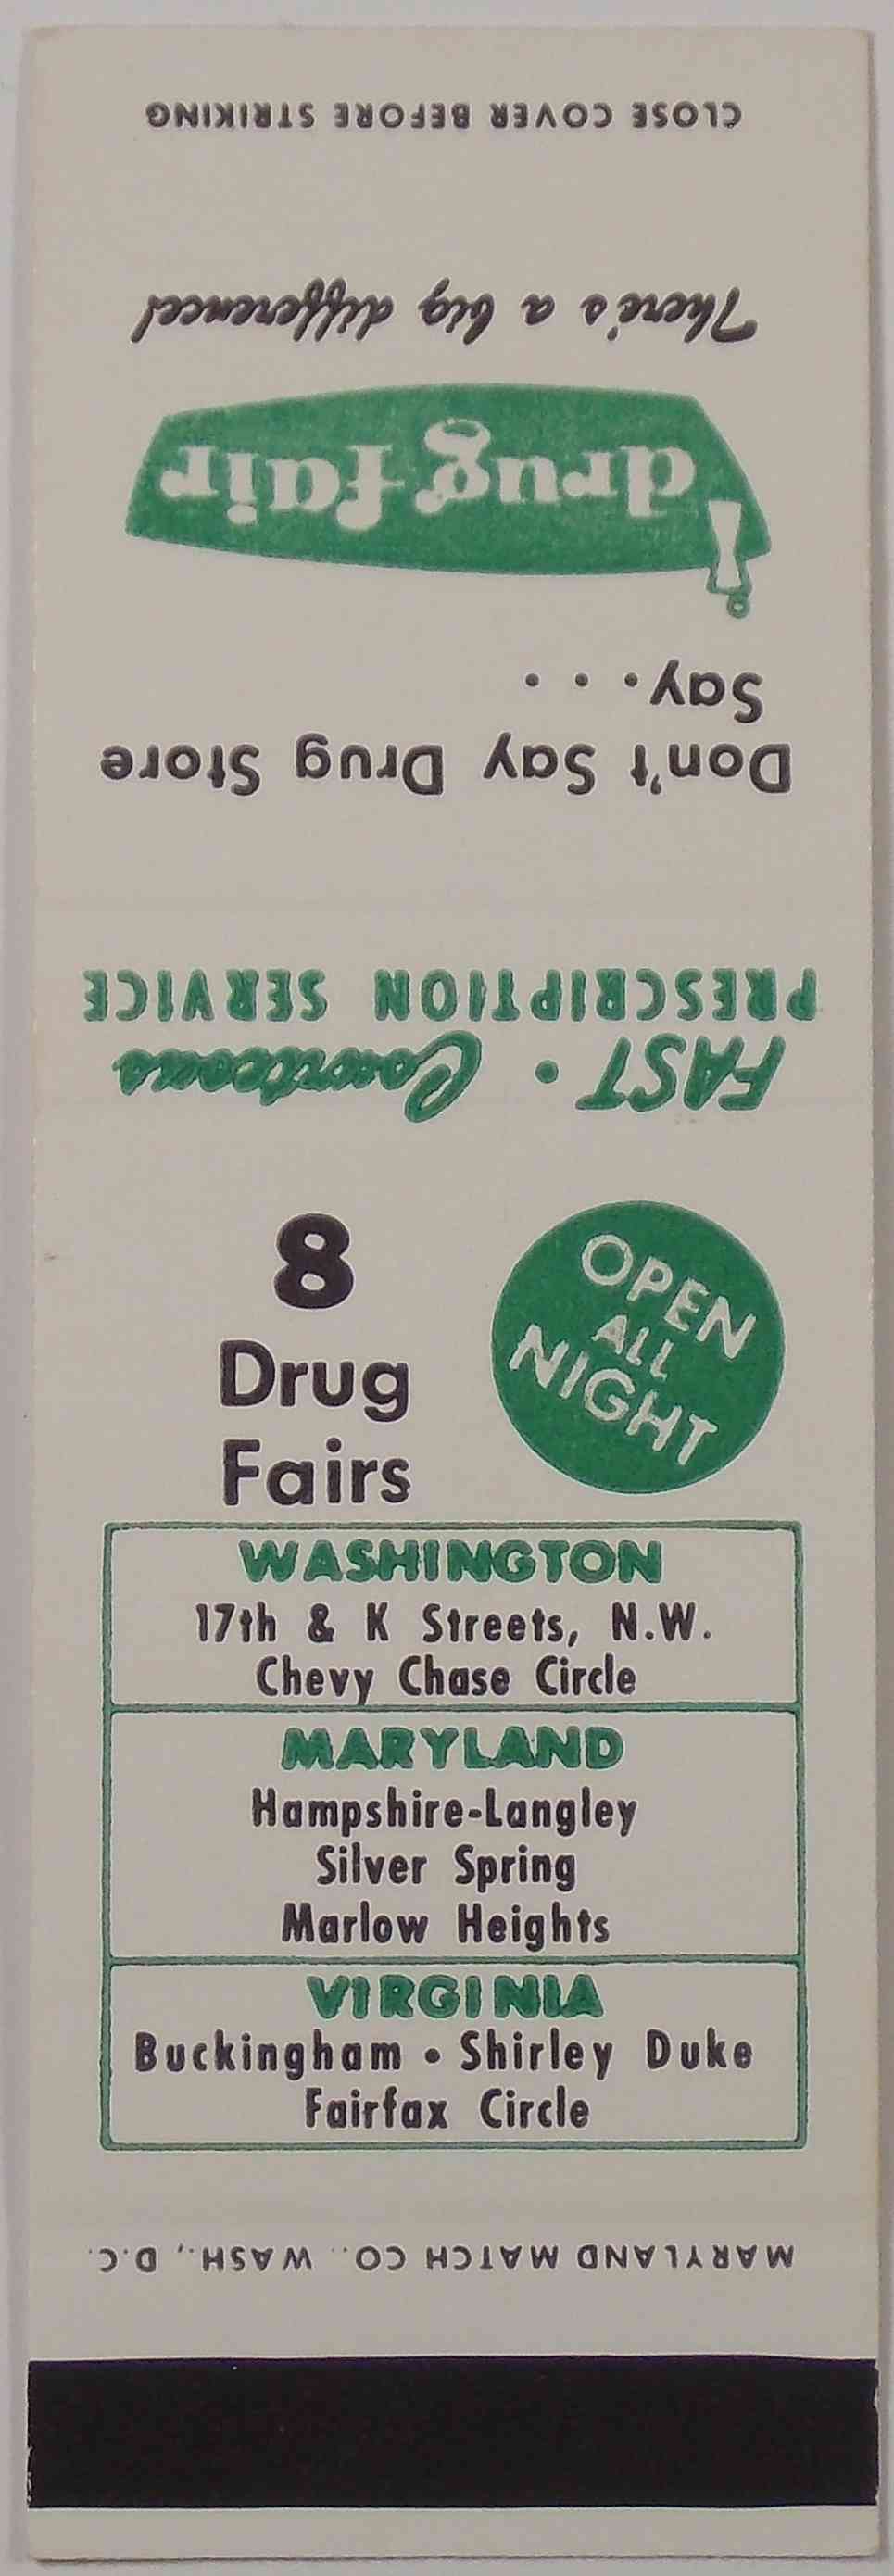 CLOSE COVER BEFORE STRIKING
There's a big difference!
drug fair
Say. . .
Don't Say Drug Store
PRESCRIPTION SERVICE
FAST • Courteous
8
Drug
Fairs
OPEN
ALL
NIGHT
WASHINGTON
17th & K Streets, N.W.
Chevy Chase Circle
MARYLAND
Hampshire-Langley
Silver Spring
Marlow Heights
VIRGINIA
Buckingham • Shirley Duke
Fairfax Circle
MARYLAND MATCH CO., WASH., D.C.